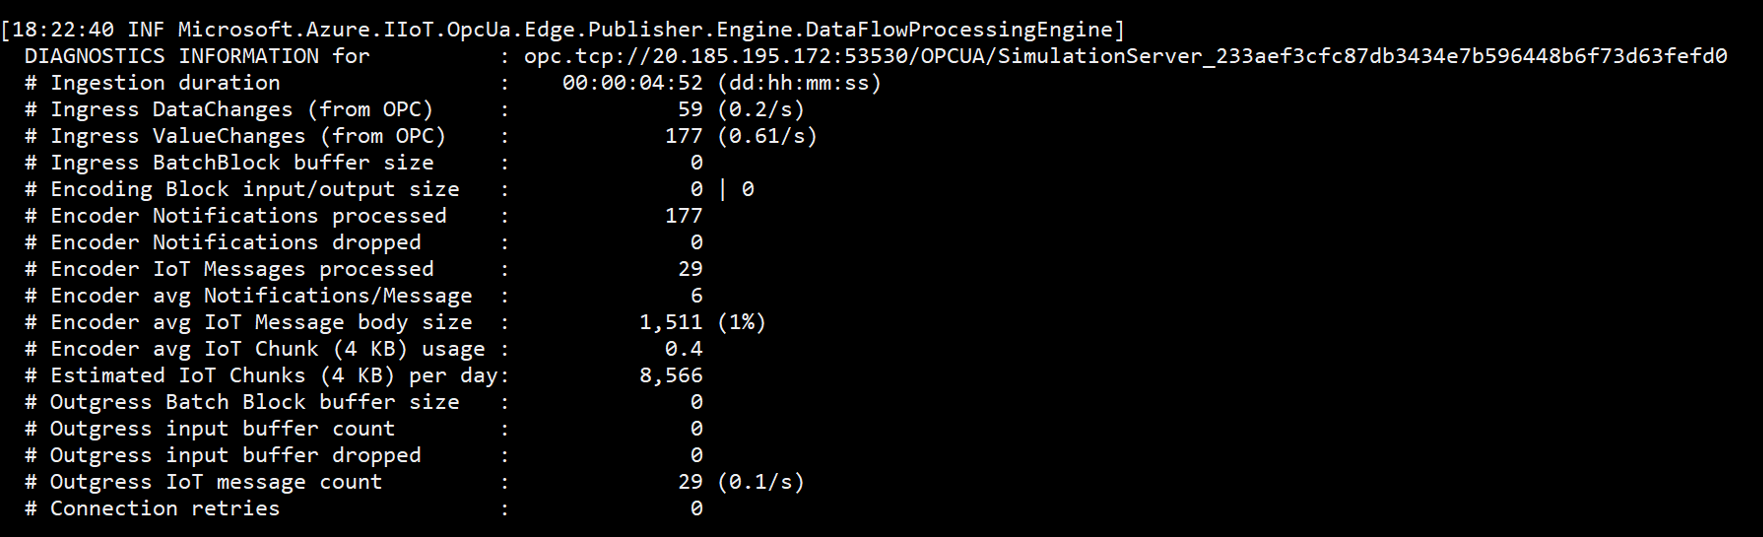 [18:22:40 INF Microsoft.Azure.IIoT.OpcUa.Edge.Publisher.Engine.DataFlowProcessingEngine]
DIAGNOSTICS INFORMATION for : opc.tcp://20.185.195.172:53530/OPCUA/SimulationServer_233aef3cfc87db3434e7b596448b6f73d63fefd0
# Ingestion duration : 00:00:04:52 (dd:hh:mm:ss)
# Ingress DataChanges (from OPC) : 59 (0.2/s)
# Ingress ValueChanges (from OPC) : 177 (0.61/s)
# Ingress BatchBlock buffer size : 0
# Encoding Block input/output size : 0 | 0
# Encoder Notifications processed : 177
# Encoder Notifications dropped : 0
# Encoder IoT Messages processed : 29
# Encoder avg Notifications/Message : 6
# Encoder avg IoT Message body size : 1,511 (1%)
# Encoder avg IoT Chunk (4 KB) usage : 0.4
# Estimated IoT Chunks (4 KB) per day: 8,566
# Outgress Batch Block buffer size : 0
# Outgress input buffer count : 0
# Outgress input buffer dropped : 0
# Outgress IoT message count : 29 (0.1/s)
# Connection retries : 0